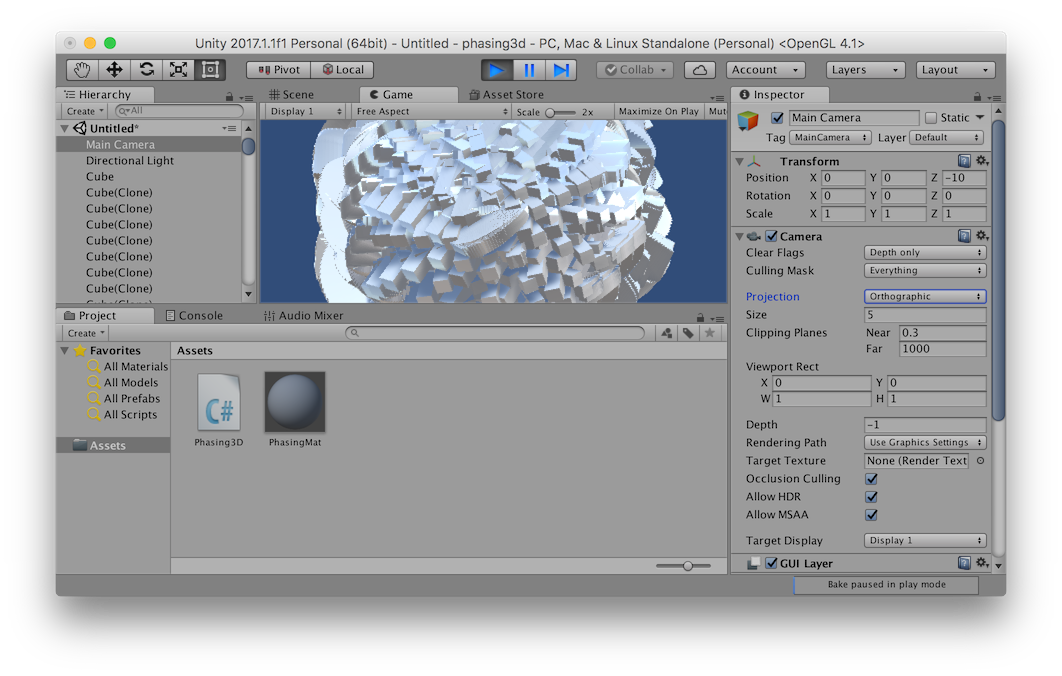 Unity 2017.1.1f1 Personal (64bit) - Untitled - phasing3d - PC, Mac & Linux Standalone (Personal) <OpenGL 4.1>
Pivot Local Collab Account Layers Layout
Hierarchy
Create All
Untitled*
Main Camera
Directional Light
Cube
Cube(Clone)
Cube(Clone)
Cube(Clone)
Cube(Clone)
Cube(Clone)
Cube(Clone)
Cube(Clone)
Cube(Clone)
Scene Game Asset Store
Display 1 Free Aspect Scale 2x Maximize On Play Mut
Project Console Audio Mixer
Create
Favorites
All Materials
All Models
All Prefabs
All Scripts
Assets
Assets
C#
Phasing3D PhasingMat
Inspector
Main Camera Static
Tag MainCamera Layer Default
Transform
Position X 0 Y 0 Z -10
Rotation X 0 Y 0 Z 0
Scale X 1 Y 1 Z 1
Camera
Clear Flags Depth only
Culling Mask Everything
Projection Orthographic
Size 5
Clipping Planes Near 0.3
Far 1000
Viewport Rect
X 0 Y 0
W 1 H 1
Depth -1
Rendering Path Use Graphics Settings
Target Texture None (Render Text
Occlusion Culling
Allow HDR
Allow MSAA
Target Display Display 1
GUI Layer
Bake paused in play mode